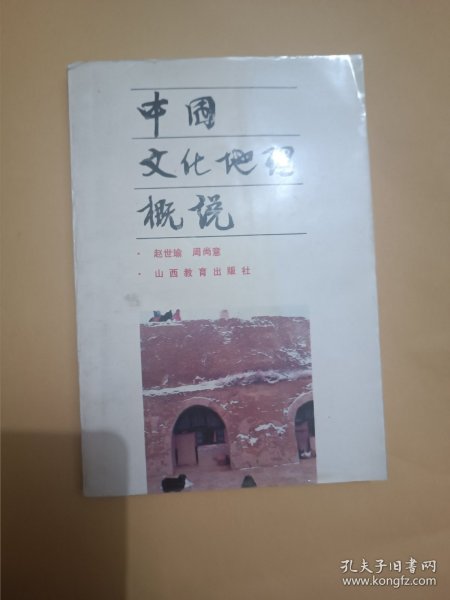 中国
文化地理
概说
· 赵世瑜 周尚意
· 山西教育出版社
孔夫子旧书网
www.kongfz.com